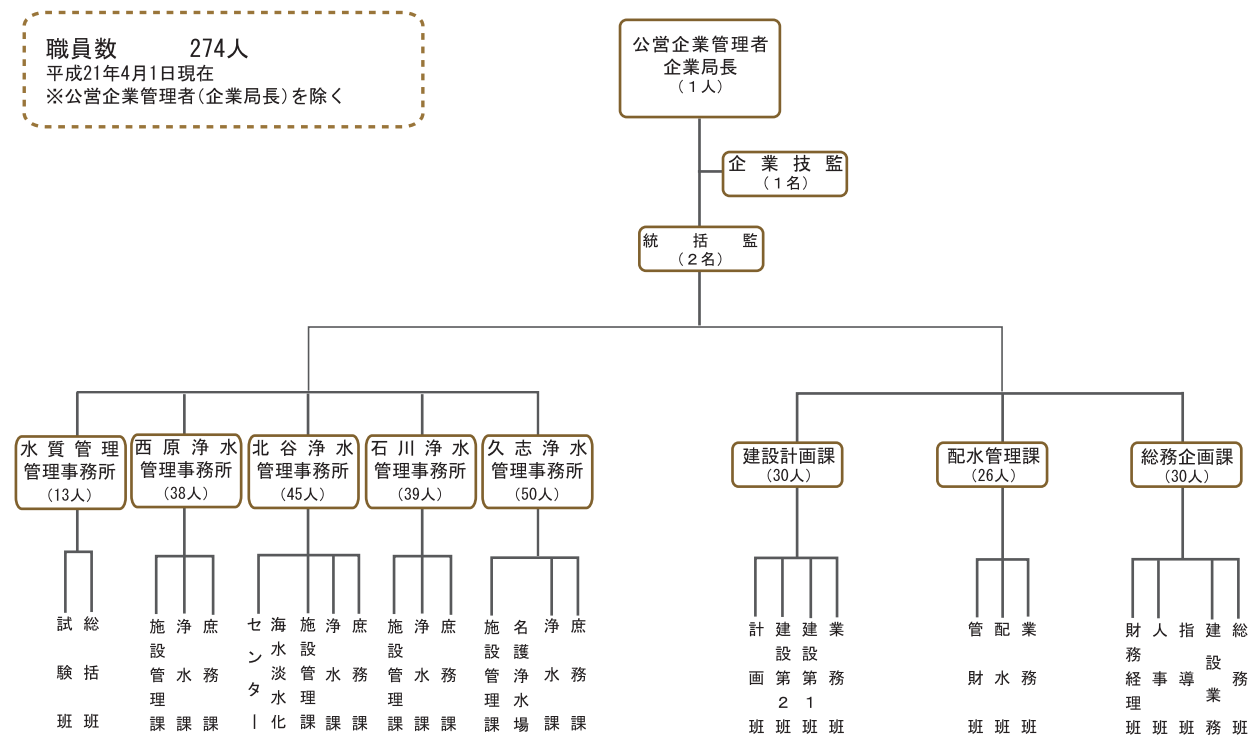 職員数 274人
平成21年4月1日現在
※公営企業管理者(企業局長)を除く
公営企業管理者
企業局長
(1人)
企業技監
(1名)
統括監
(2名)
水質管理
管理事務所
(13人)
西原浄水
管理事務所
(38人)
北谷浄水
管理事務所
(45人)
石川浄水
管理事務所
(39人)
久志浄水
管理事務所
(50人)
建設計画課
(30人)
配水管理課
(26人)
総務企画課
(30人)
試験班
総括班
施設管理課
浄水課
庶務課
海水淡水化
センター
施設管理課
浄水課
庶務課
施設管理課
浄水課
庶務課
施設管理課
名護浄水場
浄水課
庶務課
計画班
建設第2班
建設第1班
業務班
管財班
配水班
業務班
財務経理班
人事班
指導班
建設業務
総務班